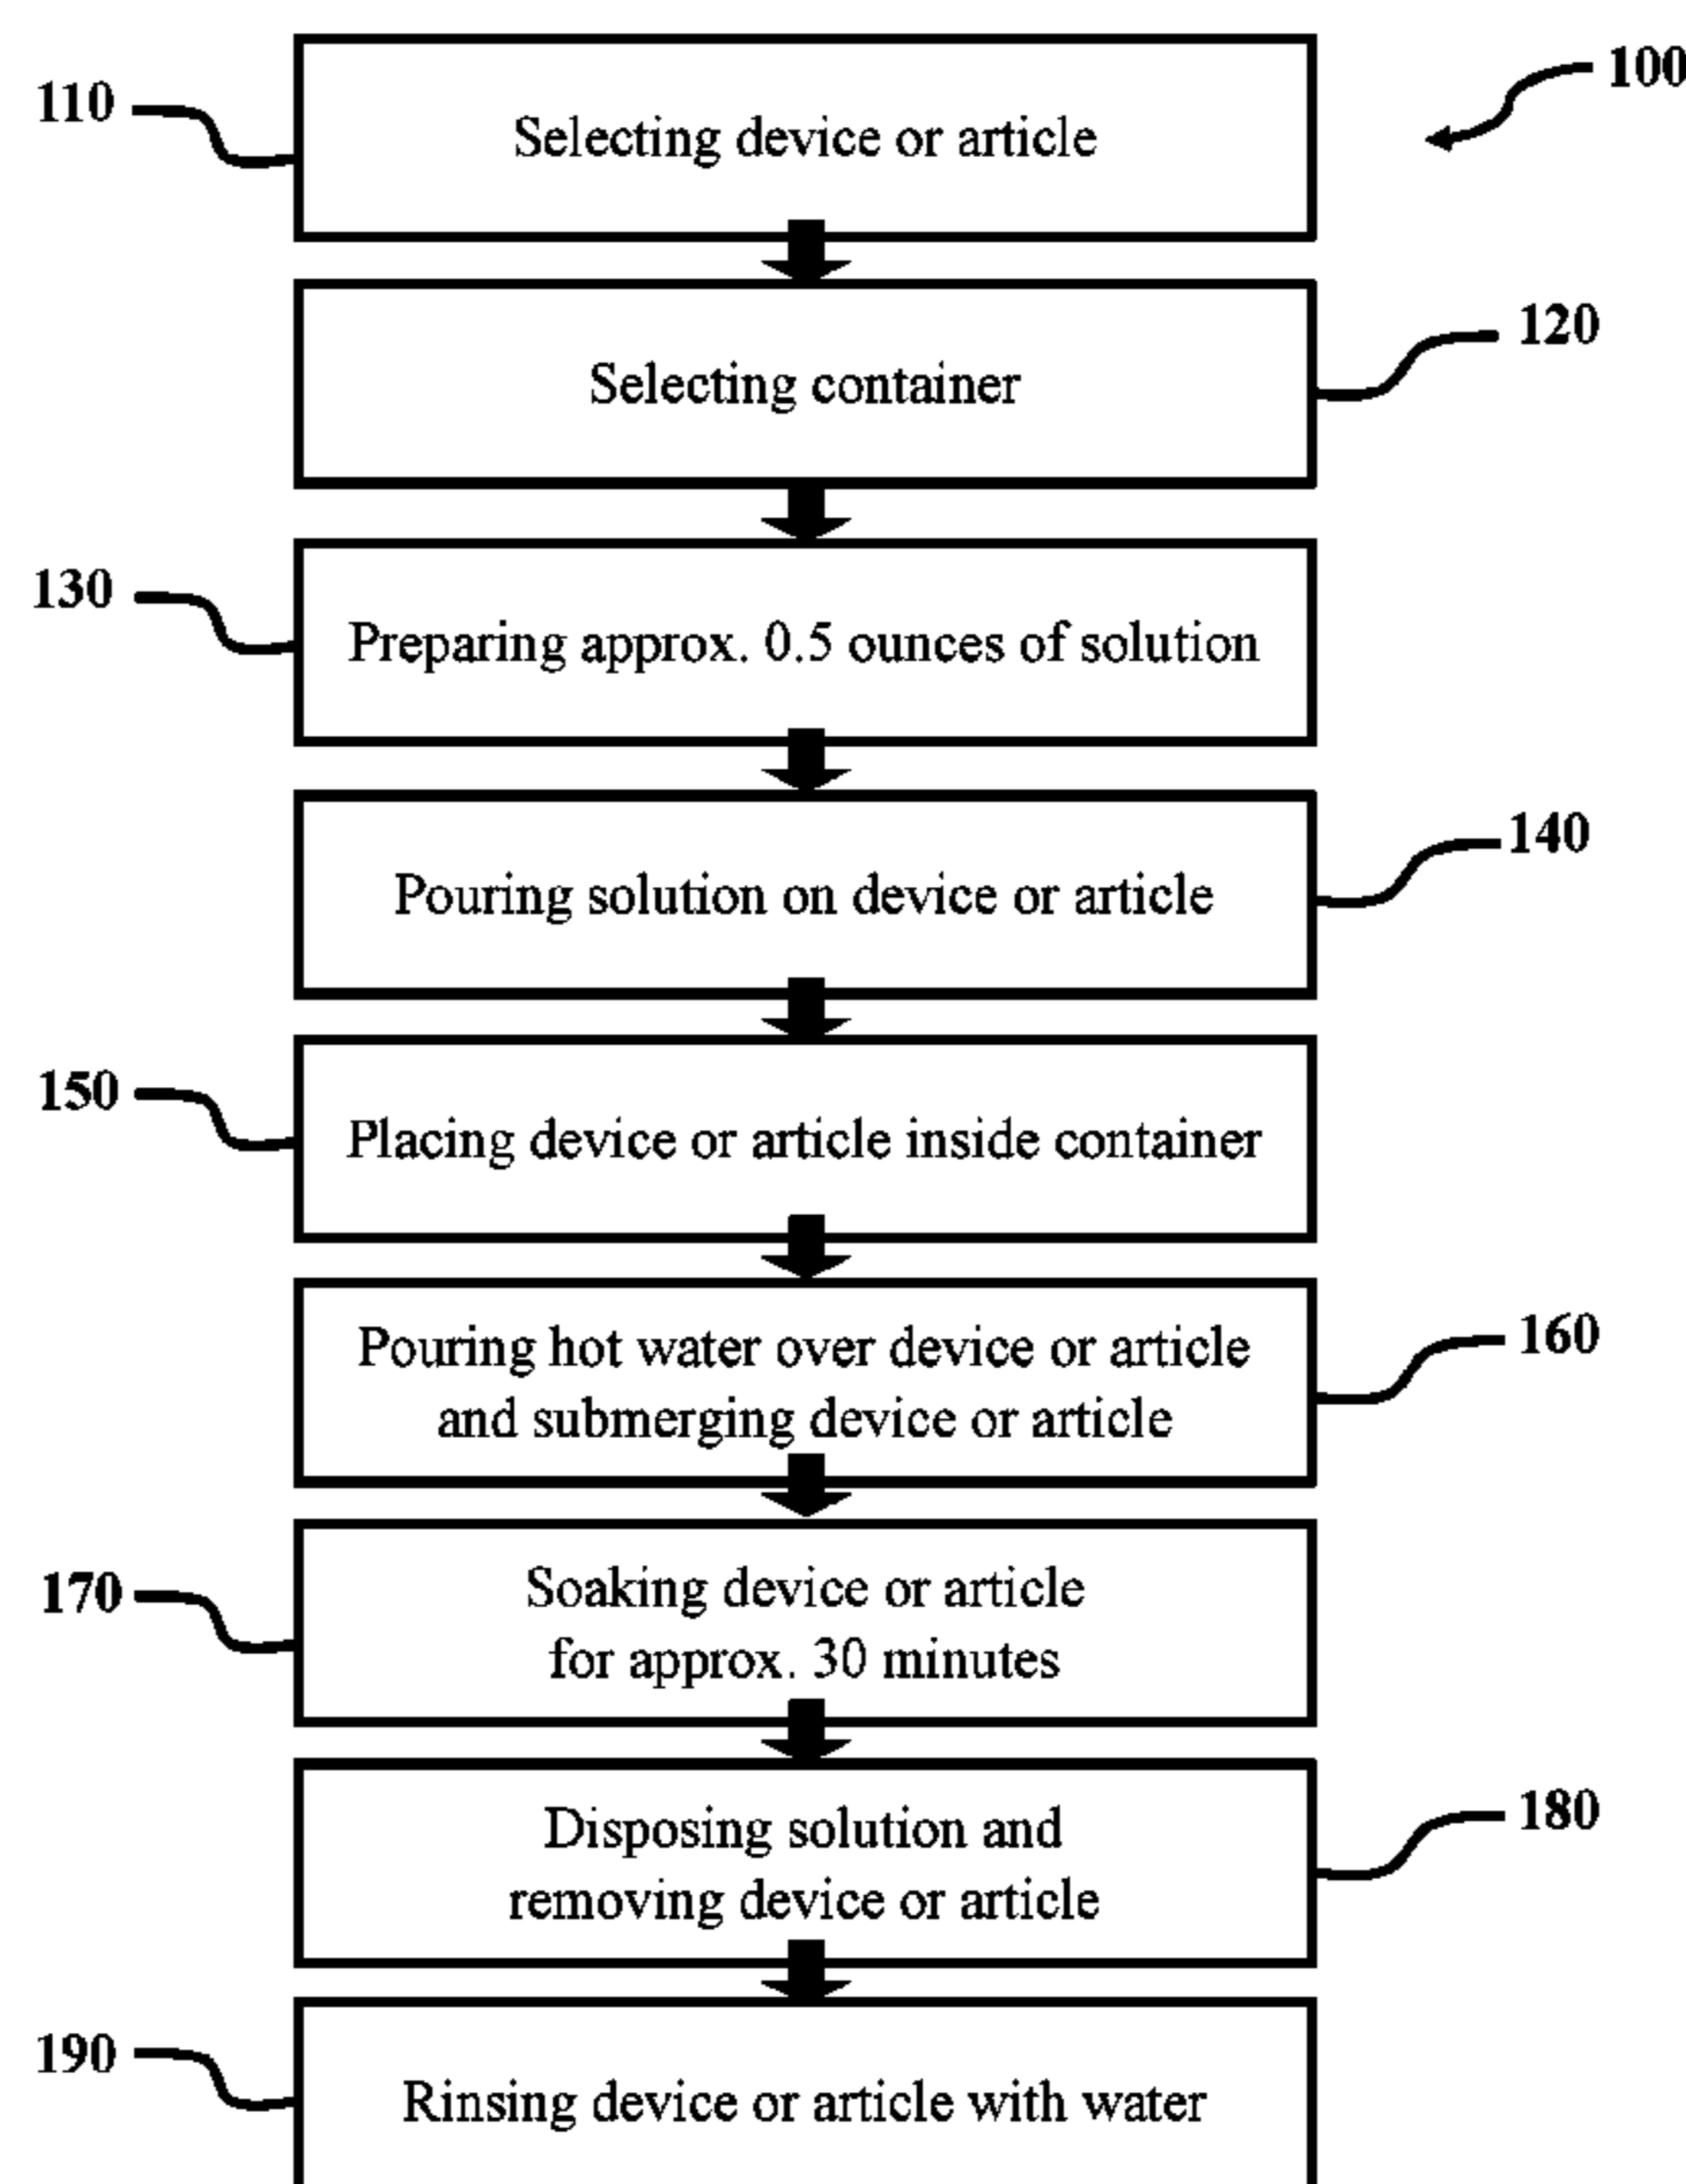 100
110
Selecting device or article
120
Selecting container
130
Preparing approx. 0.5 ounces of solution
140
Pouring solution on device or article
150
Placing device or article inside container
160
Pouring hot water over device or article
and submerging device or article
170
Soaking device or article
for approx. 30 minutes
180
Disposing solution and
removing device or article
190
Rinsing device or article with water